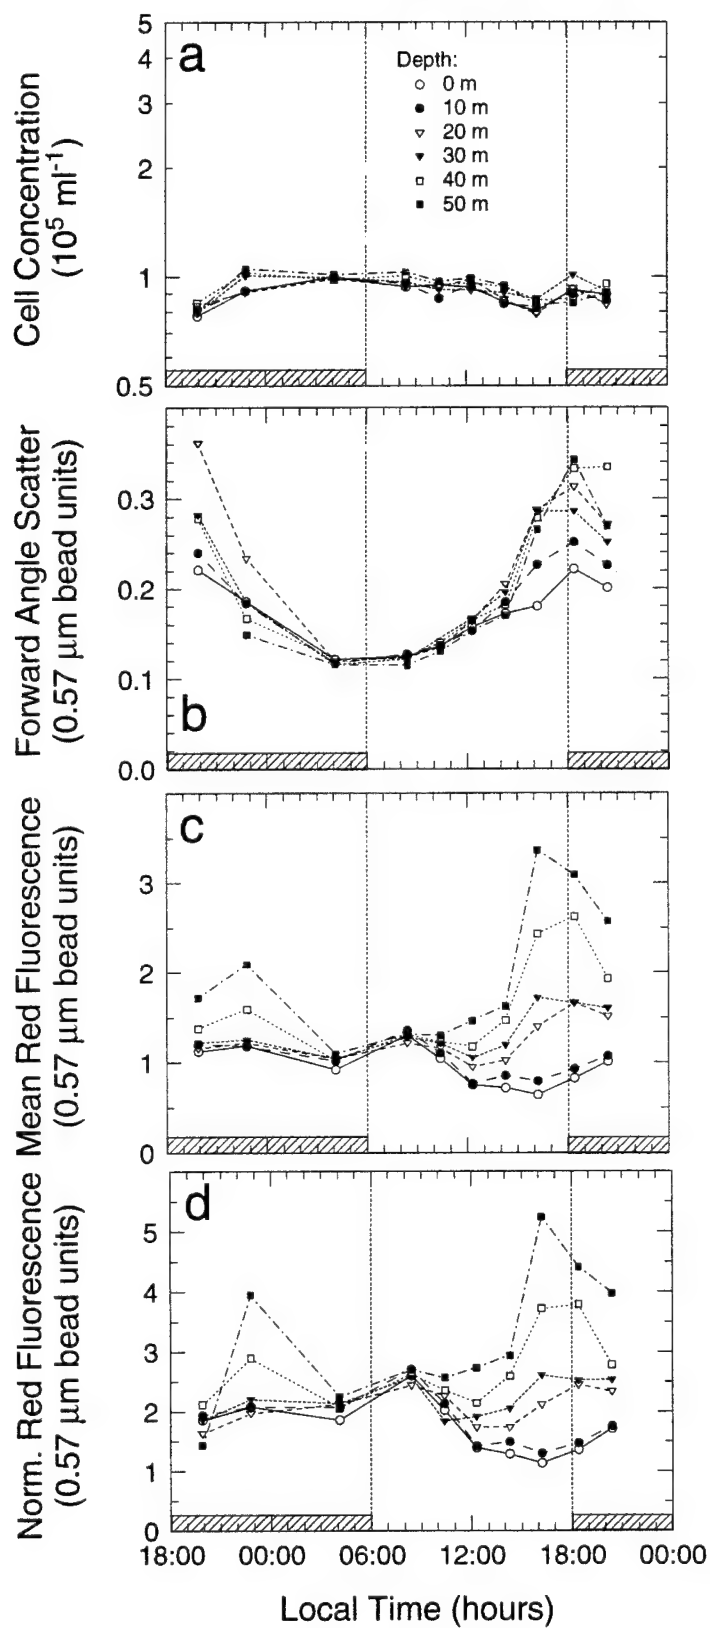 5
4
3
2
1
0.5
Cell Concentration
(10⁵ ml⁻¹)
a
Depth:
0 m
10 m
20 m
30 m
40 m
50 m
0.3
0.2
0.1
0.0
Forward Angle Scatter
(0.57 μm bead units)
b
3
2
1
0
Mean Red Fluorescence
(0.57 μm bead units)
c
5
4
3
2
1
0
Norm. Red Fluorescence
(0.57 μm bead units)
d
18:00 00:00 06:00 12:00 18:00 00:00
Local Time (hours)